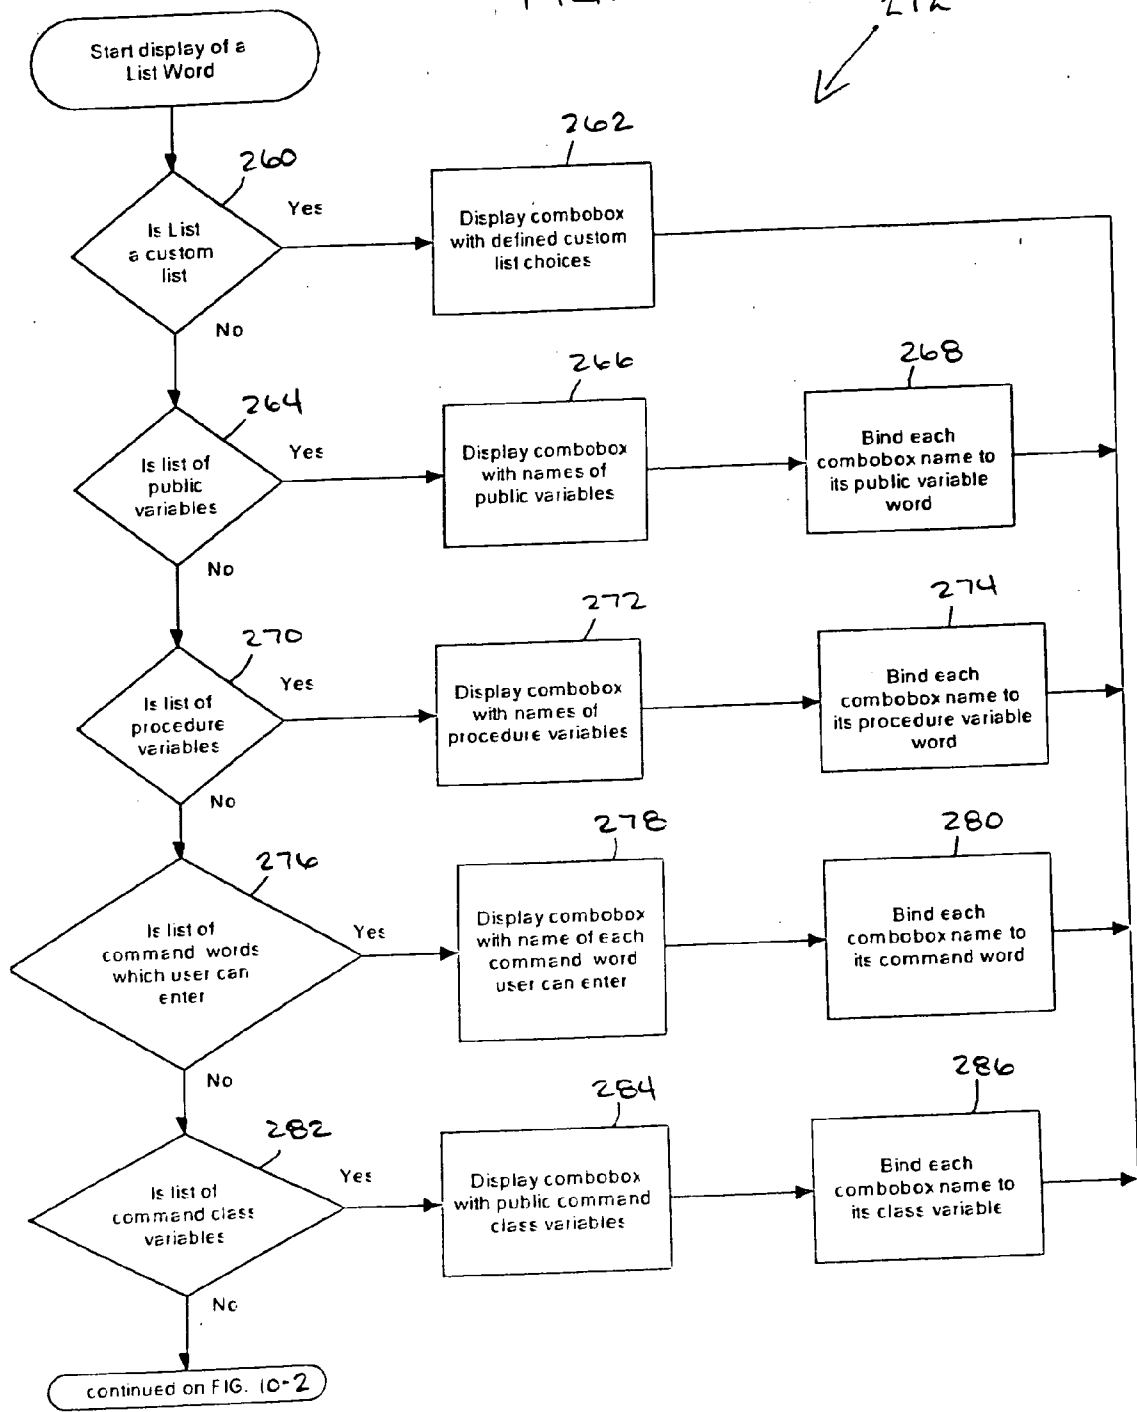 Start display of a
List Word
260
Is List
a custom
list
Yes
No
262
Display combobox
with defined custom
list choices
264
Is list of
public
variables
Yes
No
266
Display combobox
with names of
public variables
268
Bind each
combobox name to
its public variable
word
270
Is list of
procedure
variables
Yes
No
272
Display combobox
with names of
procedure variables
274
Bind each
combobox name to
its procedure variable
word
276
Is list of
command words
which user can
enter
Yes
No
278
Display combobox
with name of each
command word
user can enter
280
Bind each
combobox name to
its command word
282
Is list of
command class
variables
Yes
No
284
Display combobox
with public command
class variables
286
Bind each
combobox name to
its class variable
continued on FIG. 10-2